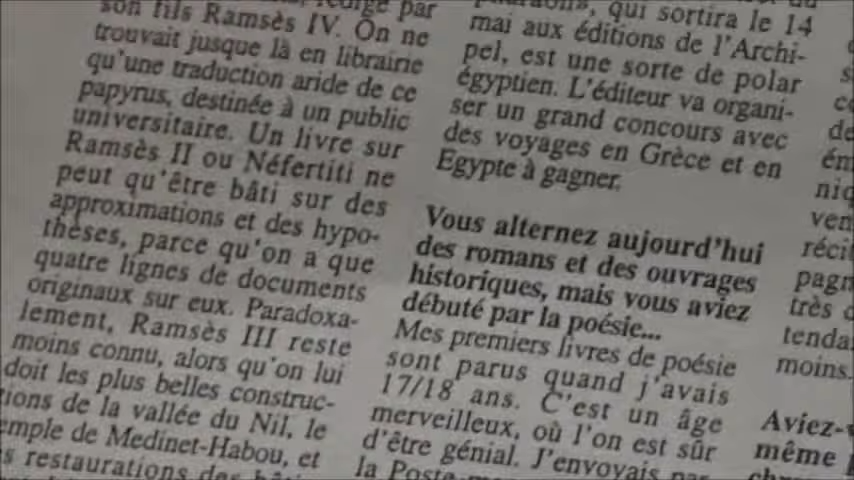 son fils Ramsès IV. On ne
trouvait jusque là en librairie
qu'une traduction aride de ce
papyrus, destinée à un public
universitaire. Un livre sur
Ramsès II ou Néfertiti ne
peut qu'être bâti sur des
approximations et des hypo-
thèses, parce qu'on a que
quatre lignes de documents
originaux sur eux. Paradoxa-
lement, Ramsès III reste
moins connu, alors qu'on lui
doit les plus belles construc-
tions de la vallée du Nil, le
temple de Medinet-Habou, et
restaurations des
qui sortira le 14
mai aux éditions de l'Archi-
pel, est une sorte de polar
égyptien. L'éditeur va organi-
ser un grand concours avec
des voyages en Grèce et en
Egypte à gagner.
Vous alternez aujourd'hui
des romans et des ouvrages
historiques, mais vous aviez
débuté par la poésie...
Mes premiers livres de poésie
sont parus quand j'avais
17/18 ans. C'est un âge
merveilleux, où l'on est sûr
d'être génial. J'envoyais par
la
ven
récit
pagn
très
tenda
moins.
Aviez-v
même